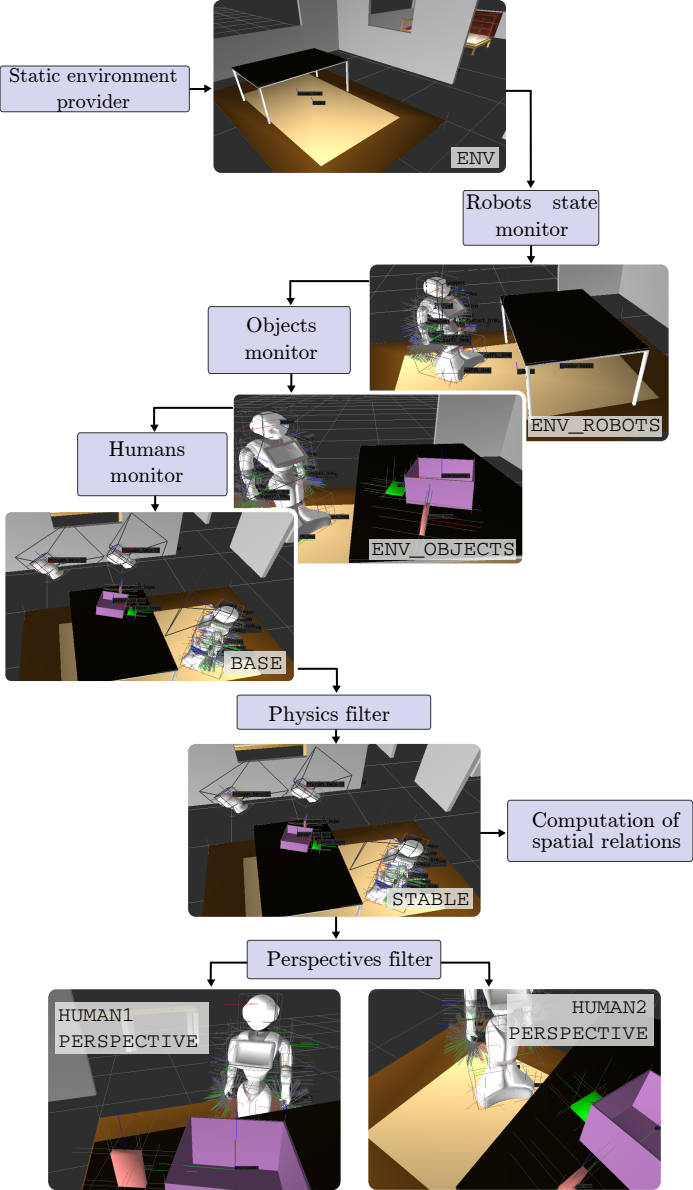 Static environment
provider
ENV
Robots state
monitor
Objects
monitor
ENV_ROBOTS
Humans
monitor
ENV_OBJECTS
BASE
Physics filter
Computation of
spatial relations
STABLE
Perspectives filter
HUMAN1
PERSPECTIVE
HUMAN2
PERSPECTIVE